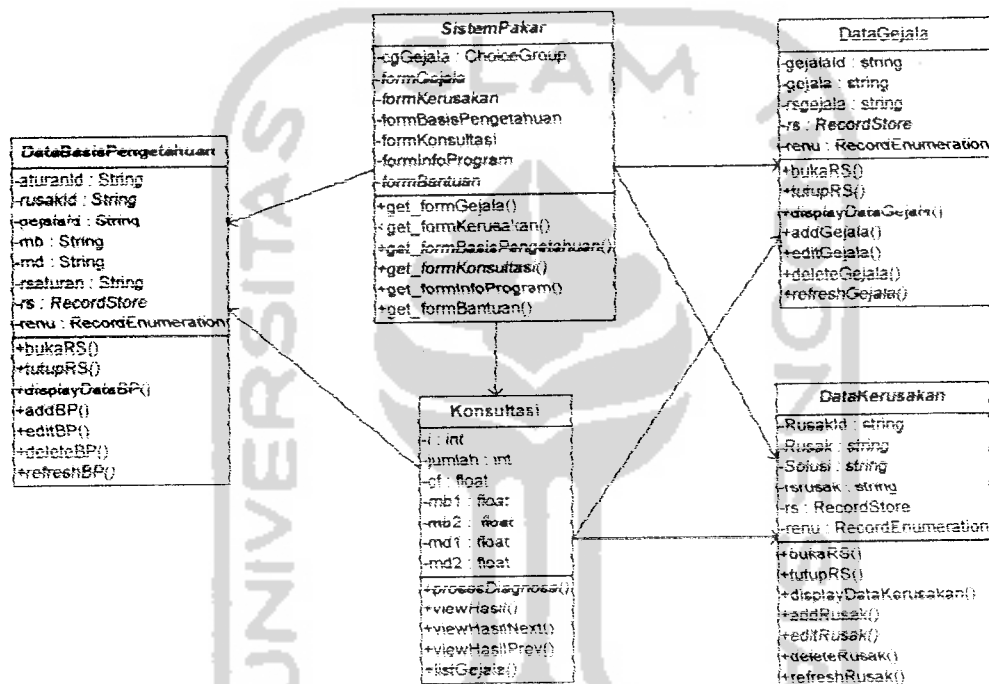 SistemPakar
-cgGejala : ChoiceGroup
-formGejala
-formKerusakan
-formBasisPengetahuan
-formKonsultasi
-formInfoProgram
-formBantuan
+get_formGejala()
+get_formKerusakan()
+get_formBasisPengetahuan()
+get_formKonsultasi()
+get_formInfoProgram()
+get_formBantuan()
DataGejala
-gejalaId : string
-gejala : string
-rsgejala : string
-rs : RecordStore
-renu : RecordEnumeration
+bukaRS()
+tutupRS()
+displayDataGejala()
+addGejala()
+editGejala()
+deleteGejala()
+refreshGejala()
DataBasisPengetahuan
-aturanId : String
-rusakId : String
-gejalaId : String
-mb : String
-md : String
-rsaturan : String
-rs : RecordStore
-renu : RecordEnumeration
+bukaRS()
+tutupRS()
+displayDataBP()
+addBP()
+editBP()
+deleteBP()
+refreshBP()
Konsultasi
-i : int
-jumlah : int
-cf : float
-mb1 : float
-mb2 : float
-md1 : float
-md2 : float
+prosesDiagnosa()
+viewHasil()
+viewHasilNext()
+viewHasilPrev()
+listGejala()
DataKerusakan
-RusakId : string
-Rusak : string
-Solusi : string
-rsrusak : string
-rs : RecordStore
-renu : RecordEnumeration
+bukaRS()
+tutupRS()
+displayDataKerusakan()
+addRusak()
+editRusak()
+deleteRusak()
+refreshRusak()
UNIVERSITAS
ISLAM